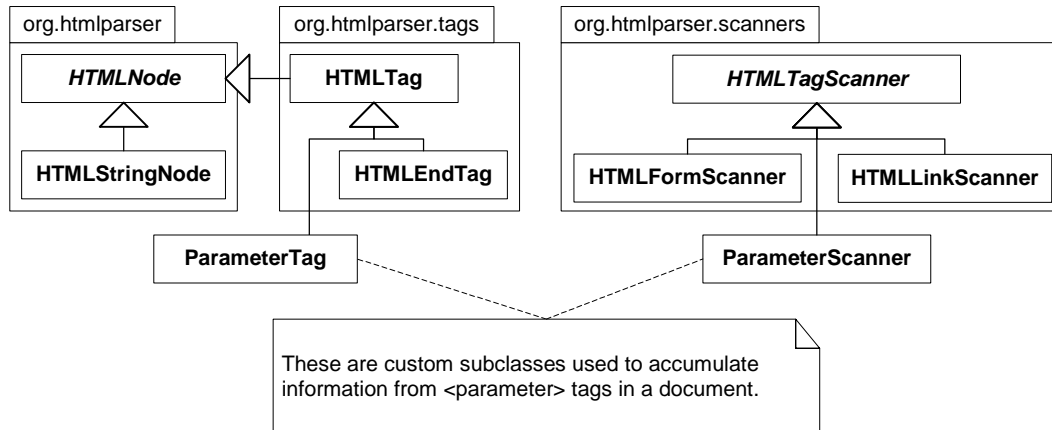 org.htmlparser
org.htmlparser.tags
org.htmlparser.scanners
HTMLNode
HTMLTag
HTMLTagScanner
HTMLStringNode
HTMLEndTag
HTMLFormScanner
HTMLLinkScanner
ParameterTag
ParameterScanner
These are custom subclasses used to accumulate
information from <parameter> tags in a document.